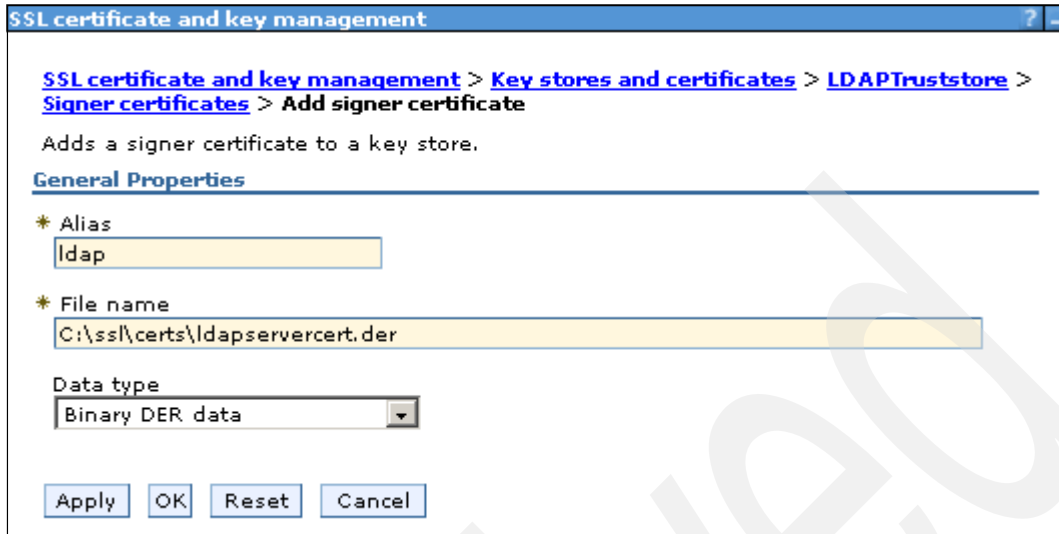 SSL certificate and key management ? -
SSL certificate and key management > Key stores and certificates > LDAPTruststore >
Signer certificates > Add signer certificate
Adds a signer certificate to a key store.
General Properties
* Alias
ldap
* File name
C:\ssl\certs\ldapservercert.der
Data type
Binary DER data
Apply OK Reset Cancel